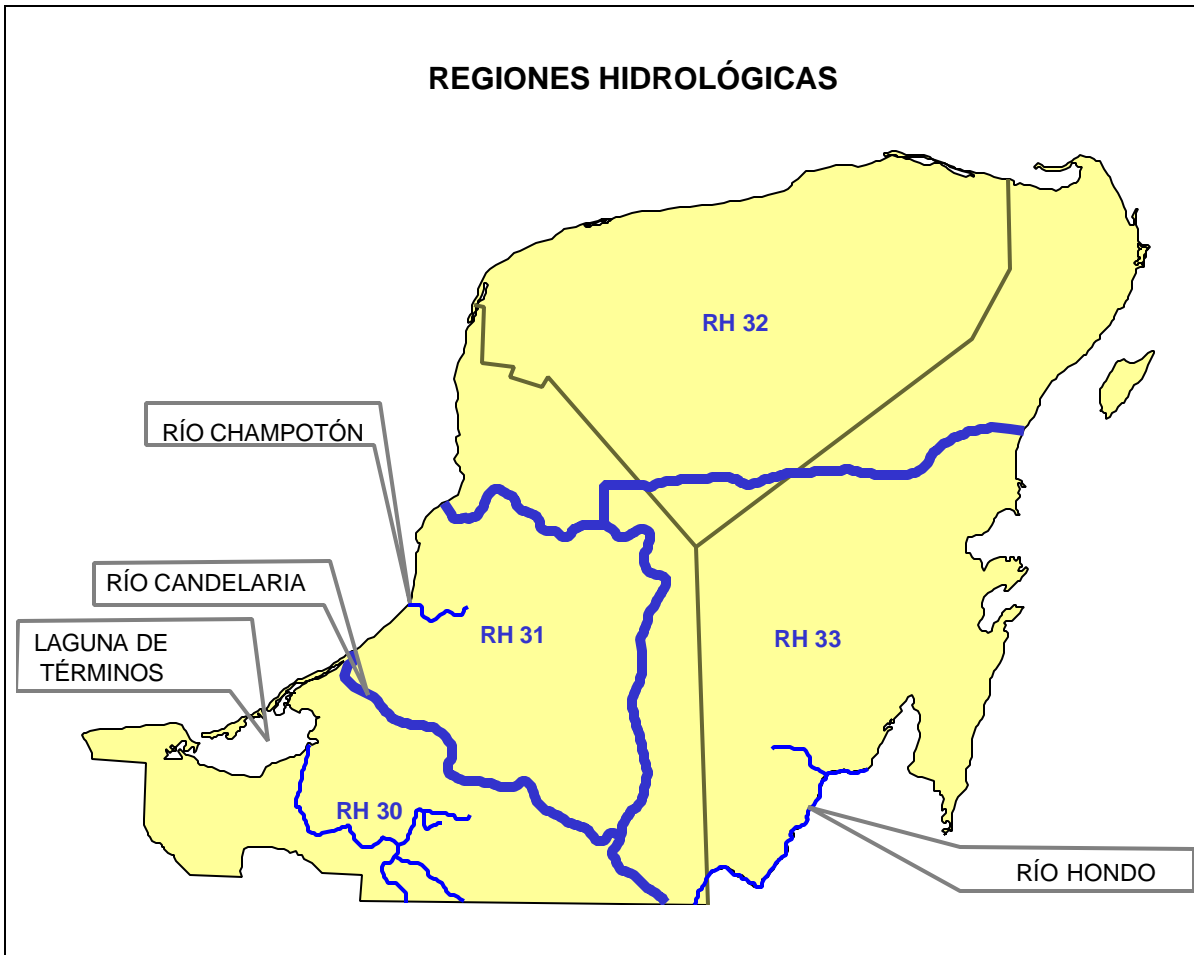 REGIONES HIDROLÓGICAS
RH 32
RÍO CHAMPOTÓN
RÍO CANDELARIA
LAGUNA DE
TÉRMINOS
RH 31
RH 33
RH 30
RÍO HONDO